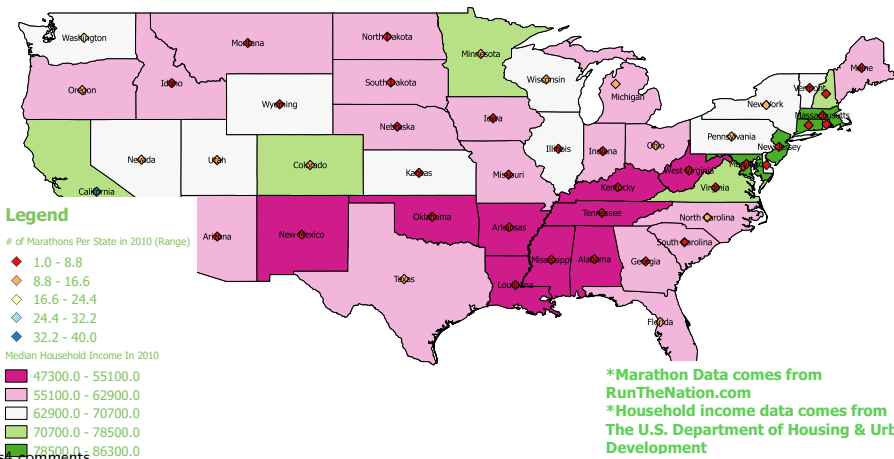 Washington
Montana
North Dakota
Minnesota
Maine
Oregon
Idaho
South Dakota
Wisconsin
Michigan
Vermont
New York
Wyoming
Iowa
Massachusetts
Nebraska
Nevada
Utah
Colorado
Kansas
Illinois
Indiana
Ohio
Pennsylvania
New Jersey
Missouri
West Virginia
Virginia
Kentucky
California
Legend
# of Marathons Per State in 2010 (Range)
1.0 - 8.8
8.8 - 16.6
16.6 - 24.4
24.4 - 32.2
32.2 - 40.0
Median Household Income In 2010
47300.0 - 55100.0
55100.0 - 62900.0
62900.0 - 70700.0
70700.0 - 78500.0
78500.0 - 86300.0
comments
Arizona
New Mexico
Oklahoma
Arkansas
Tennessee
North Carolina
South Carolina
Mississippi
Alabama
Georgia
Texas
Louisiana
Florida
*Marathon Data comes from
RunTheNation.com
*Household income data comes from
The U.S. Department of Housing & Urb
Development